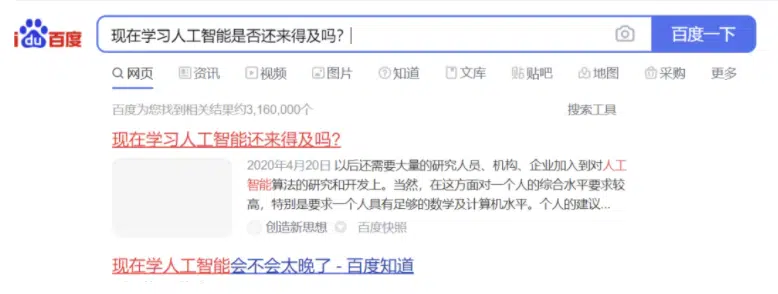 du百度 现在学习人工智能是否还来得及吗? 百度一下
网页 资讯 视频 图片 知道 文库 贴吧 地图 采购 更多
百度为您找到相关结果约3,160,000个 搜索工具
现在学习人工智能还来得及吗?
2020年4月20日 以后还需要大量的研究人员、机构、企业加入到对人工
智能算法的研究和开发上。当然，在这方面对一个人的综合水平要求较
高，特别是要求一个人具有足够的数学及计算机水平。个人的建议...
创造新思想 百度快照
现在学人工智能会不会太晚了 - 百度知道